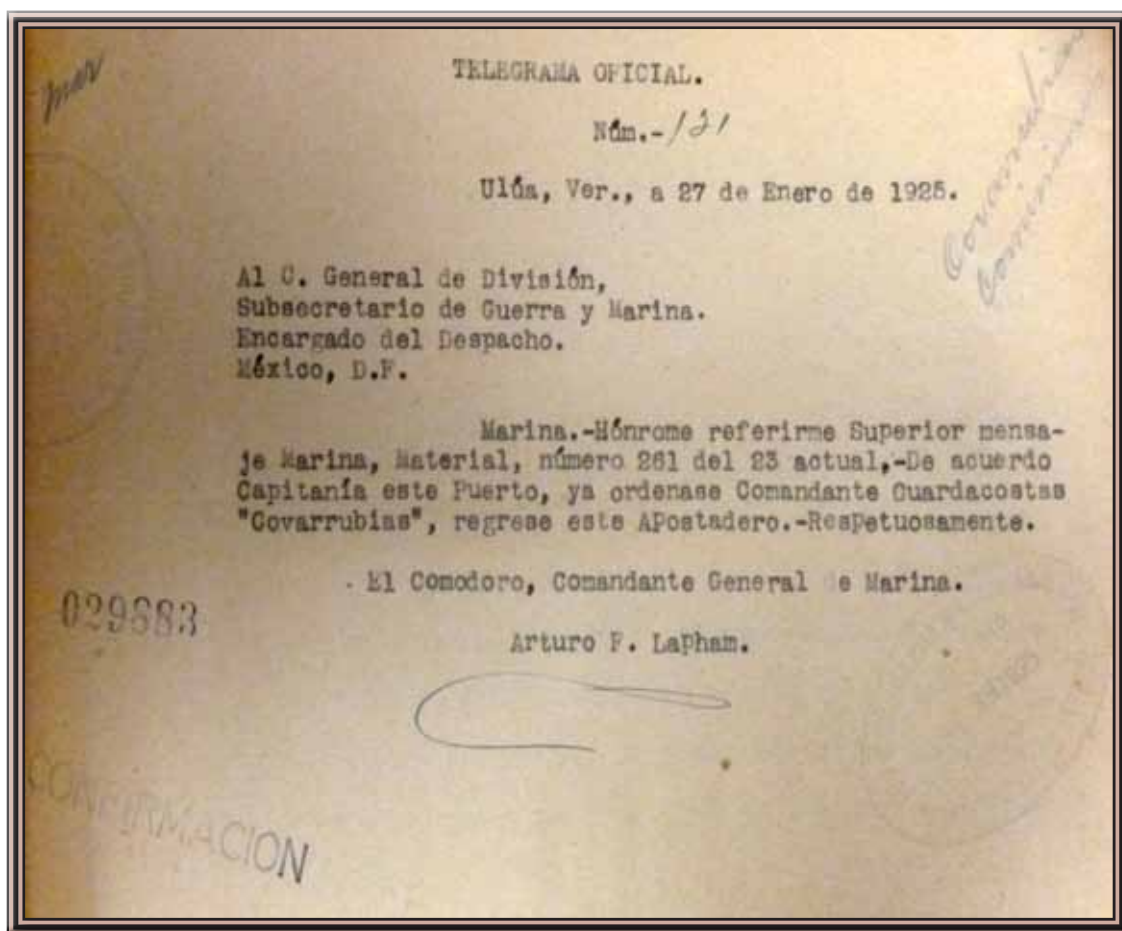 mar
TELEGRAMA OFICIAL.
Núm.-131
Ulúa, Ver., a 27 de Enero de 1925.
Al C. General de División,
Subsecretario de Guerra y Marina.
Encargado del Despacho.
México, D.F.
Marina.-Hónrome referirme Superior mensa-
je Marina, Material, número 261 del 23 actual,-De acuerdo
Capitanía este Puerto, ya ordenase Comandante Guardacostas
"Covarrubias", regrese este Apostadero.-Respetuosamente.
El Comodoro, Comandante General de Marina.
029683
Arturo F. Lapham.
CONFIRMACION